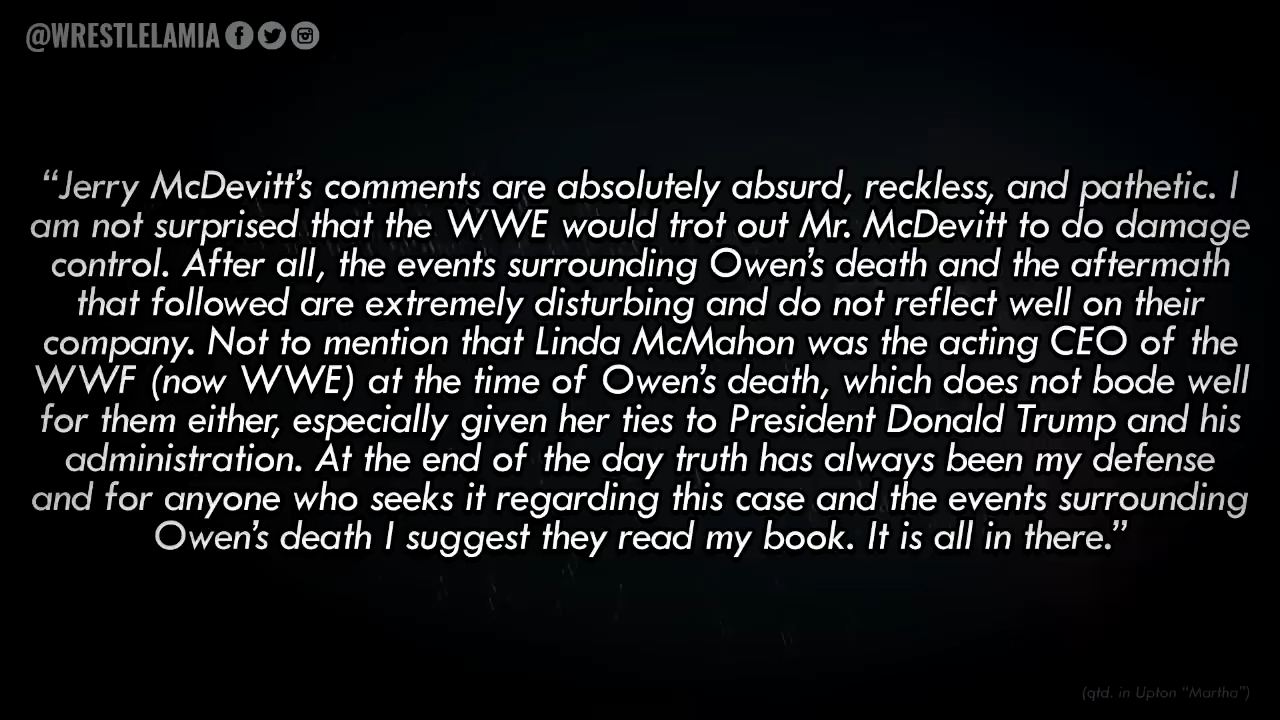 @WRESTLELAMIA
“Jerry McDevitt’s comments are absolutely absurd, reckless, and pathetic. I
am not surprised that the WWE would trot out Mr. McDevitt to do damage
control. After all, the events surrounding Owen’s death and the aftermath
that followed are extremely disturbing and do not reflect well on their
company. Not to mention that Linda McMahon was the acting CEO of the
WWF (now WWE) at the time of Owen’s death, which does not bode well
for them either, especially given her ties to President Donald Trump and his
administration. At the end of the day truth has always been my defense
and for anyone who seeks it regarding this case and the events surrounding
Owen’s death I suggest they read my book. It is all in there.”
(qtd. in Upton “Martha”)